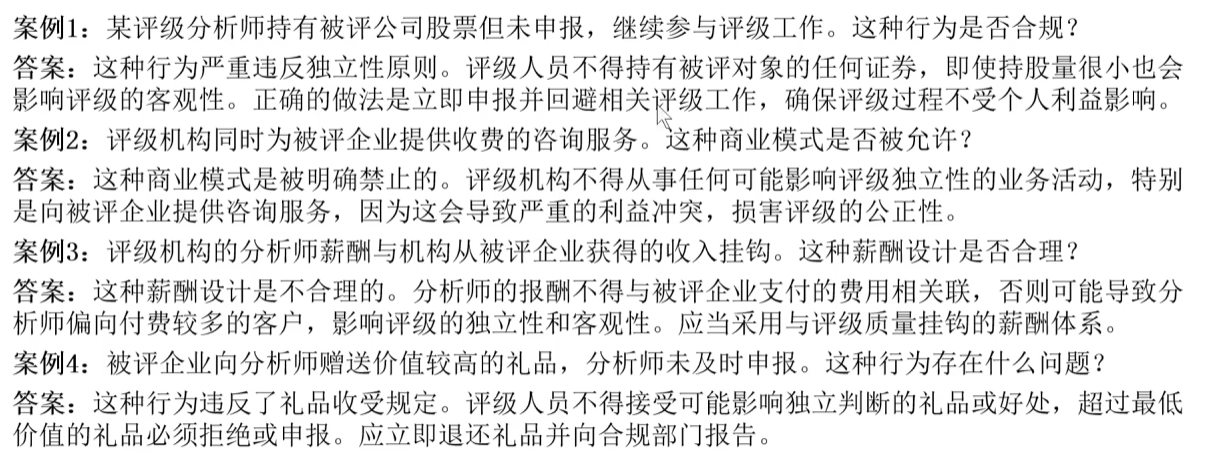 案例1：某评级分析师持有被评公司股票但未申报，继续参与评级工作。这种行为是否合规？
答案：这种行为严重违反独立性原则。评级人员不得持有被评对象的任何证券，即使持股量很小也会
影响评级的客观性。正确的做法是立即申报并回避相关评级工作，确保评级过程不受个人利益影响。
案例2：评级机构同时为被评企业提供收费的咨询服务。这种商业模式是否被允许？
答案：这种商业模式是被明确禁止的。评级机构不得从事任何可能影响评级独立性的业务活动，特别
是向被评企业提供咨询服务，因为这会导致严重的利益冲突，损害评级的公正性。
案例3：评级机构的分析师薪酬与机构从被评企业获得的收入挂钩。这种薪酬设计是否合理？
答案：这种薪酬设计是不合理的。分析师的报酬不得与被评企业支付的费用相关联，否则可能导致分
析师偏向付费较多的客户，影响评级的独立性和客观性。应当采用与评级质量挂钩的薪酬体系。
案例4：被评企业向分析师赠送价值较高的礼品，分析师未及时申报。这种行为存在什么问题？
答案：这种行为违反了礼品收受规定。评级人员不得接受可能影响独立判断的礼品或好处，超过最低
价值的礼品必须拒绝或申报。应立即退还礼品并向合规部门报告。